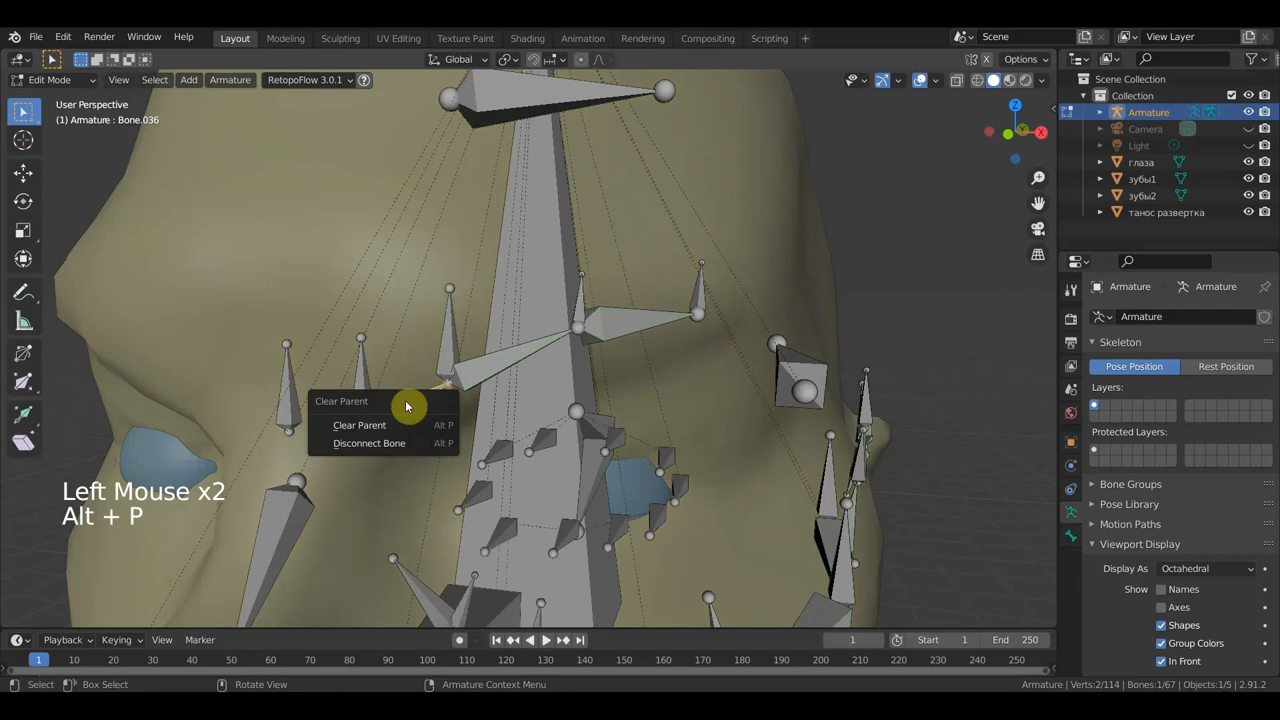 File Edit Render Window Help Layout Modeling Sculpting UV Editing Texture Paint Shading Animation Rendering Compositing Scripting + Scene View Layer
Global Options
Edit Mode View Select Add Armature RetopoFlow 3.0.1 ?
User Perspective
(1) Armature : Bone.036
Z
Y
X
Scene Collection
Collection
Armature
Camera
Light
глаза
зубы1
зубы2
танос развертка
Armature Armature
Armature
Skeleton
Pose Position Rest Position
Layers:
Protected Layers:
Bone Groups
Pose Library
Motion Paths
Viewport Display
Display As Octahedral
Show Names
Axes
Shapes
Group Colors
In Front
Clear Parent
Clear Parent Alt P
Disconnect Bone Alt P
Left Mouse x2
Alt + P
Playback Keying View Marker 1 Start 1 End 250
1 10 20 30 40 50 60 70 80 90 100 110 120 130 140 150 160 170 180 190 200 210 220 230 240 250
Select Box Select Rotate View Armature Context Menu Armature | Verts:2/114 | Bones:1/67 | Objects:1/5 | 2.91.2